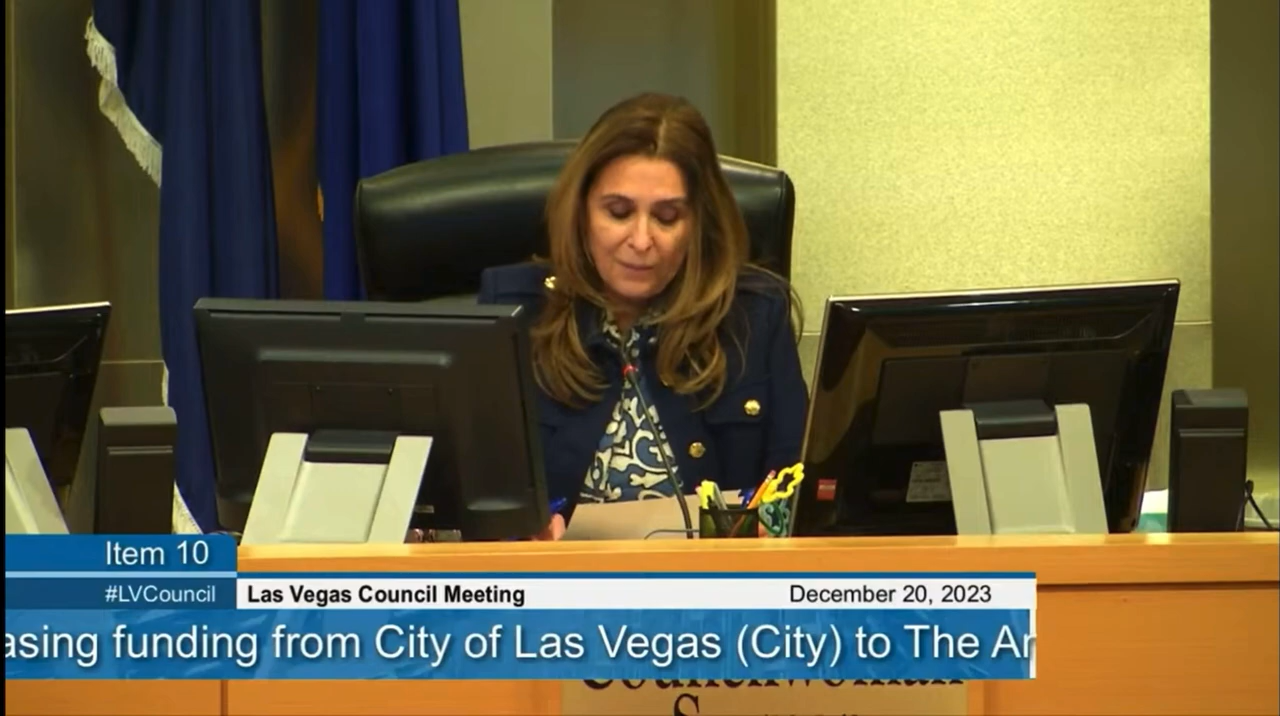 Item 10
#LVCouncil
Las Vegas Council Meeting
December 20, 2023
asing funding from City of Las Vegas (City) to The Ar
Councilwoman